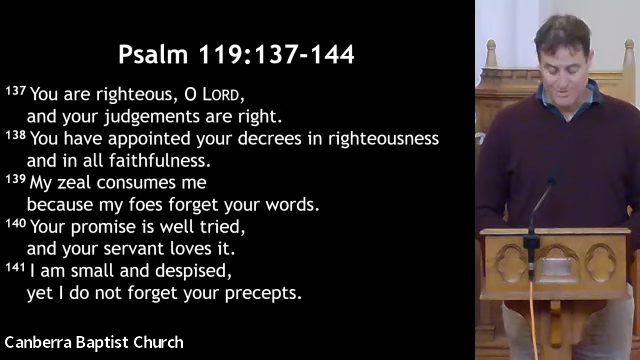 Psalm 119:137-144
137 You are righteous, O LORD,
and your judgements are right.
138 You have appointed your decrees in righteousness
and in all faithfulness.
139 My zeal consumes me
because my foes forget your words.
140 Your promise is well tried,
and your servant loves it.
141 I am small and despised,
yet I do not forget your precepts.
Canberra Baptist Church